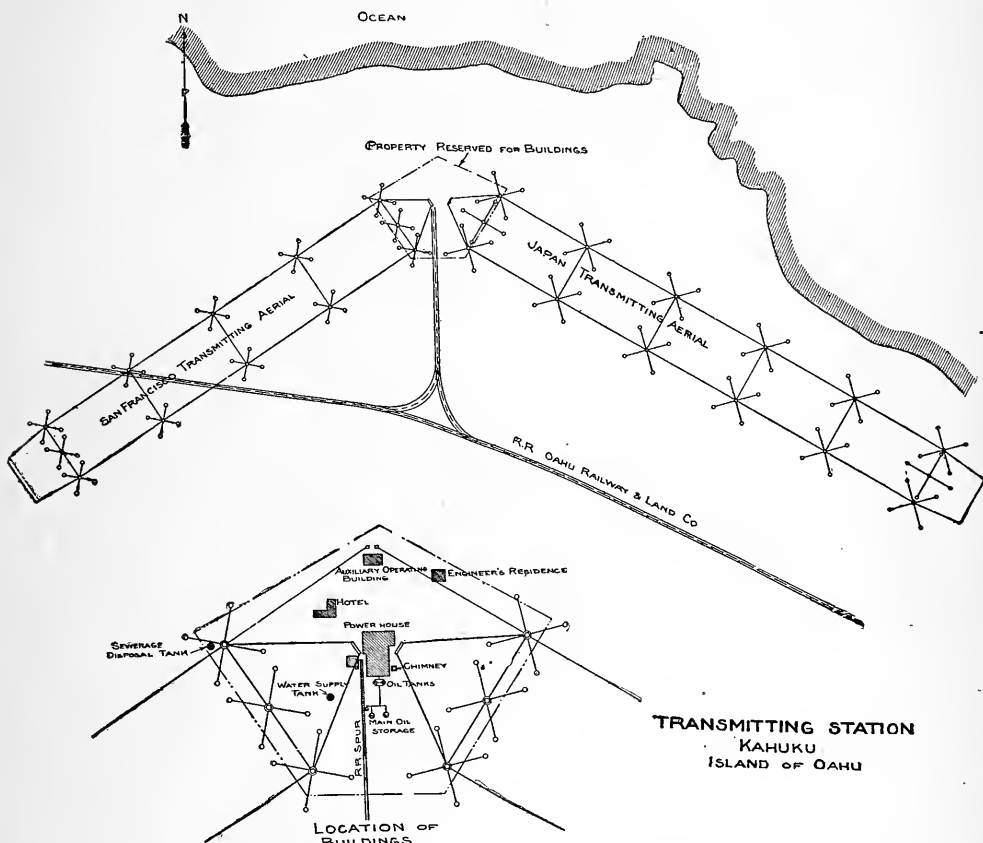 N
OCEAN
PROPERTY RESERVED FOR BUILDINGS
JAPAN TRANSMITTING AERIAL
SAN FRANCISCO TRANSMITTING AERIAL
R.R. OAHU RAILWAY & LAND CO
AUXILIARY OPERATING
BUILDING
ENGINEER'S RESIDENCE
HOTEL
POWER HOUSE
SEWERAGE
DISPOSAL TANK
CHIMNEY
WATER SUPPLY
TANK
OIL TANKS
MAIN OIL
STORAGE
R.R. SPUR
TRANSMITTING STATION
KAHUKU
ISLAND OF OAHU
LOCATION OF
BUILDINGS